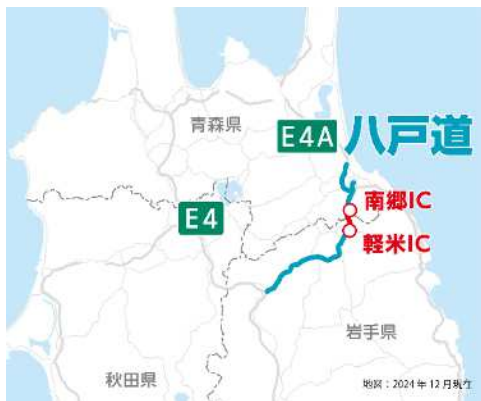 青森県
E4A 八戸道
南郷IC
E4
軽米IC
岩手県
秋田県
地図：2024年12月現在